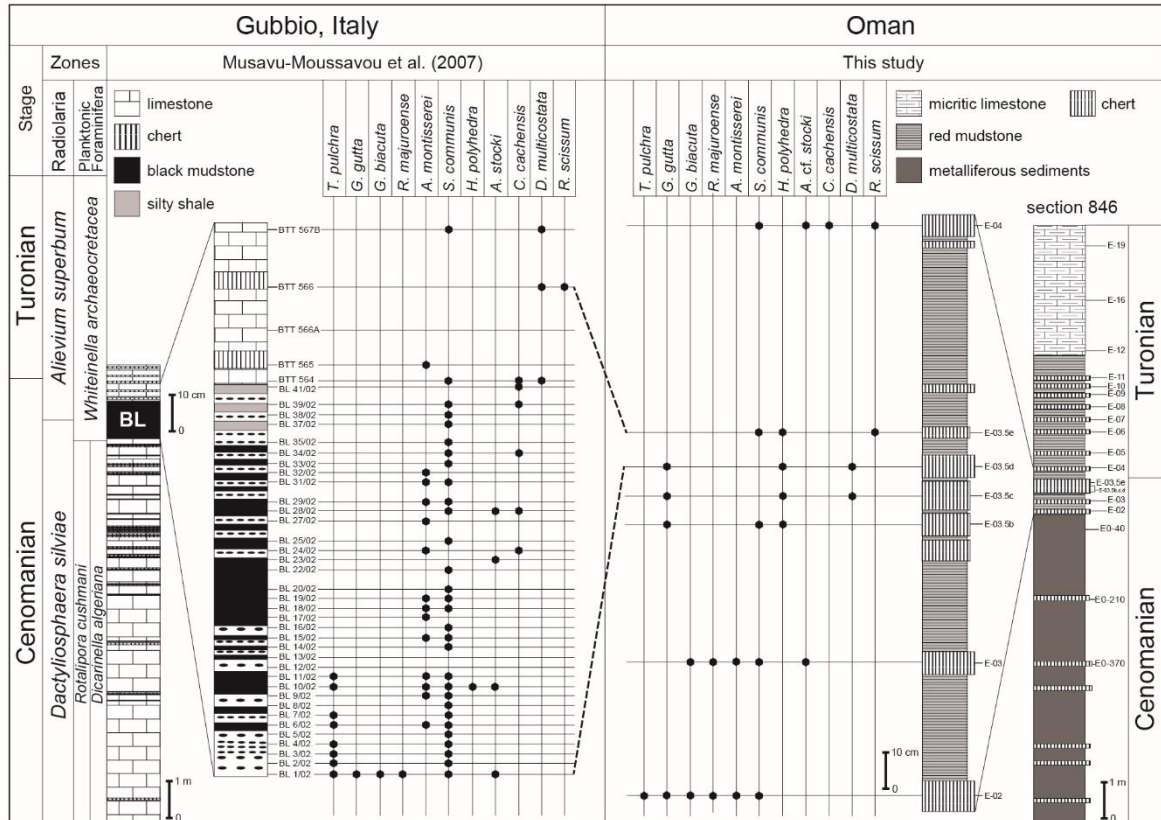 Gubbio, Italy
Oman
Stage
Zones
Musavu-Moussavou et al. (2007)
This study
Radiolaria
Planktonic
Foraminifera
limestone
chert
black mudstone
silty shale
T. pulchra
G. gutta
G. biacuta
R. majuroense
A. montisserei
S. communis
H. polyhedra
A. stocki
C. cachensis
D. multicostata
R. scissum
T. pulchra
G. gutta
G. biacuta
R. majuroense
A. montisserei
S. communis
H. polyhedra
A. cf. stocki
C. cachensis
D. multicostata
R. scissum
micritic limestone
chert
red mudstone
metalliferous sediments
section 846
Turonian
Cenomanian
Alievium superbum
Dactyliosphaera silviae
Whiteinella archaeocretacea
Rotalipora cushmani
Dicarinella algeriana
BL
10 cm
0
1 m
0
BTT 567B
BTT 566
BTT 566A
BTT 565
BTT 564
BL 41/02
BL 39/02
BL 38/02
BL 37/02
BL 35/02
BL 34/02
BL 33/02
BL 32/02
BL 31/02
BL 29/02
BL 28/02
BL 27/02
BL 25/02
BL 24/02
BL 23/02
BL 22/02
BL 20/02
BL 19/02
BL 18/02
BL 17/02
BL 16/02
BL 15/02
BL 14/02
BL 13/02
BL 12/02
BL 11/02
BL 10/02
BL 9/02
BL 8/02
BL 7/02
BL 6/02
BL 5/02
BL 4/02
BL 3/02
BL 2/02
BL 1/02
E-04
E-03.5e
E-03.5d
E-03.5c
E-03.5b
E-03
E-02
10 cm
0
E-19
E-16
E-12
E-11
E-10
E-09
E-08
E-07
E-06
E-05
E-04
E-03.5e
E-03
E-02
E0-40
E0-210
E0-370
1 m
0
Turonian
Cenomanian